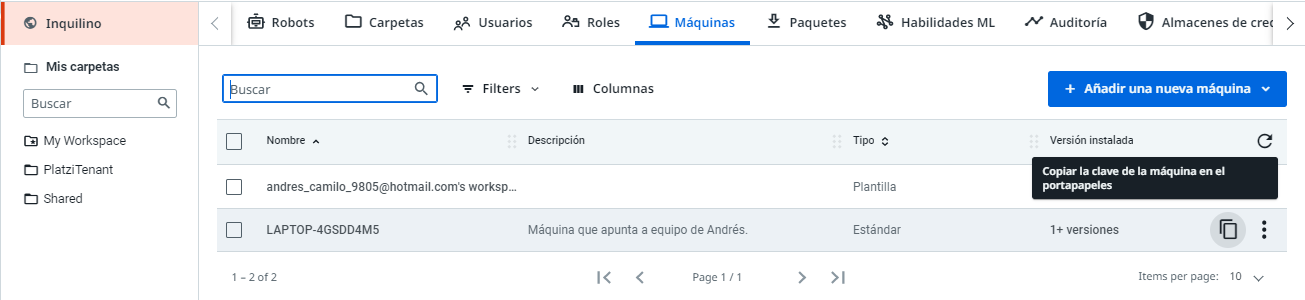 Inquilino
Robots
Carpetas
Usuarios
Roles
Máquinas
Paquetes
Habilidades ML
Auditoría
Almacenes de cred
Mis carpetas
Buscar
My Workspace
PlatziTenant
Shared
Buscar
Filters
Columnas
+ Añadir una nueva máquina
Nombre
Descripción
Tipo
Versión instalada
andres_camilo_9805@hotmail.com's worksp...
Plantilla
Copiar la clave de la máquina en el
portapapeles
LAPTOP-4GSDD4M5
Máquina que apunta a equipo de Andrés.
Estándar
1+ versiones
1 – 2 of 2
Page 1 / 1
Items per page: 10